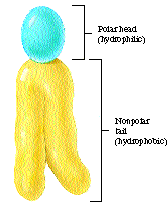 Polar head
(hydrophilic)
Nonpolar
tail
(hydrophobic)